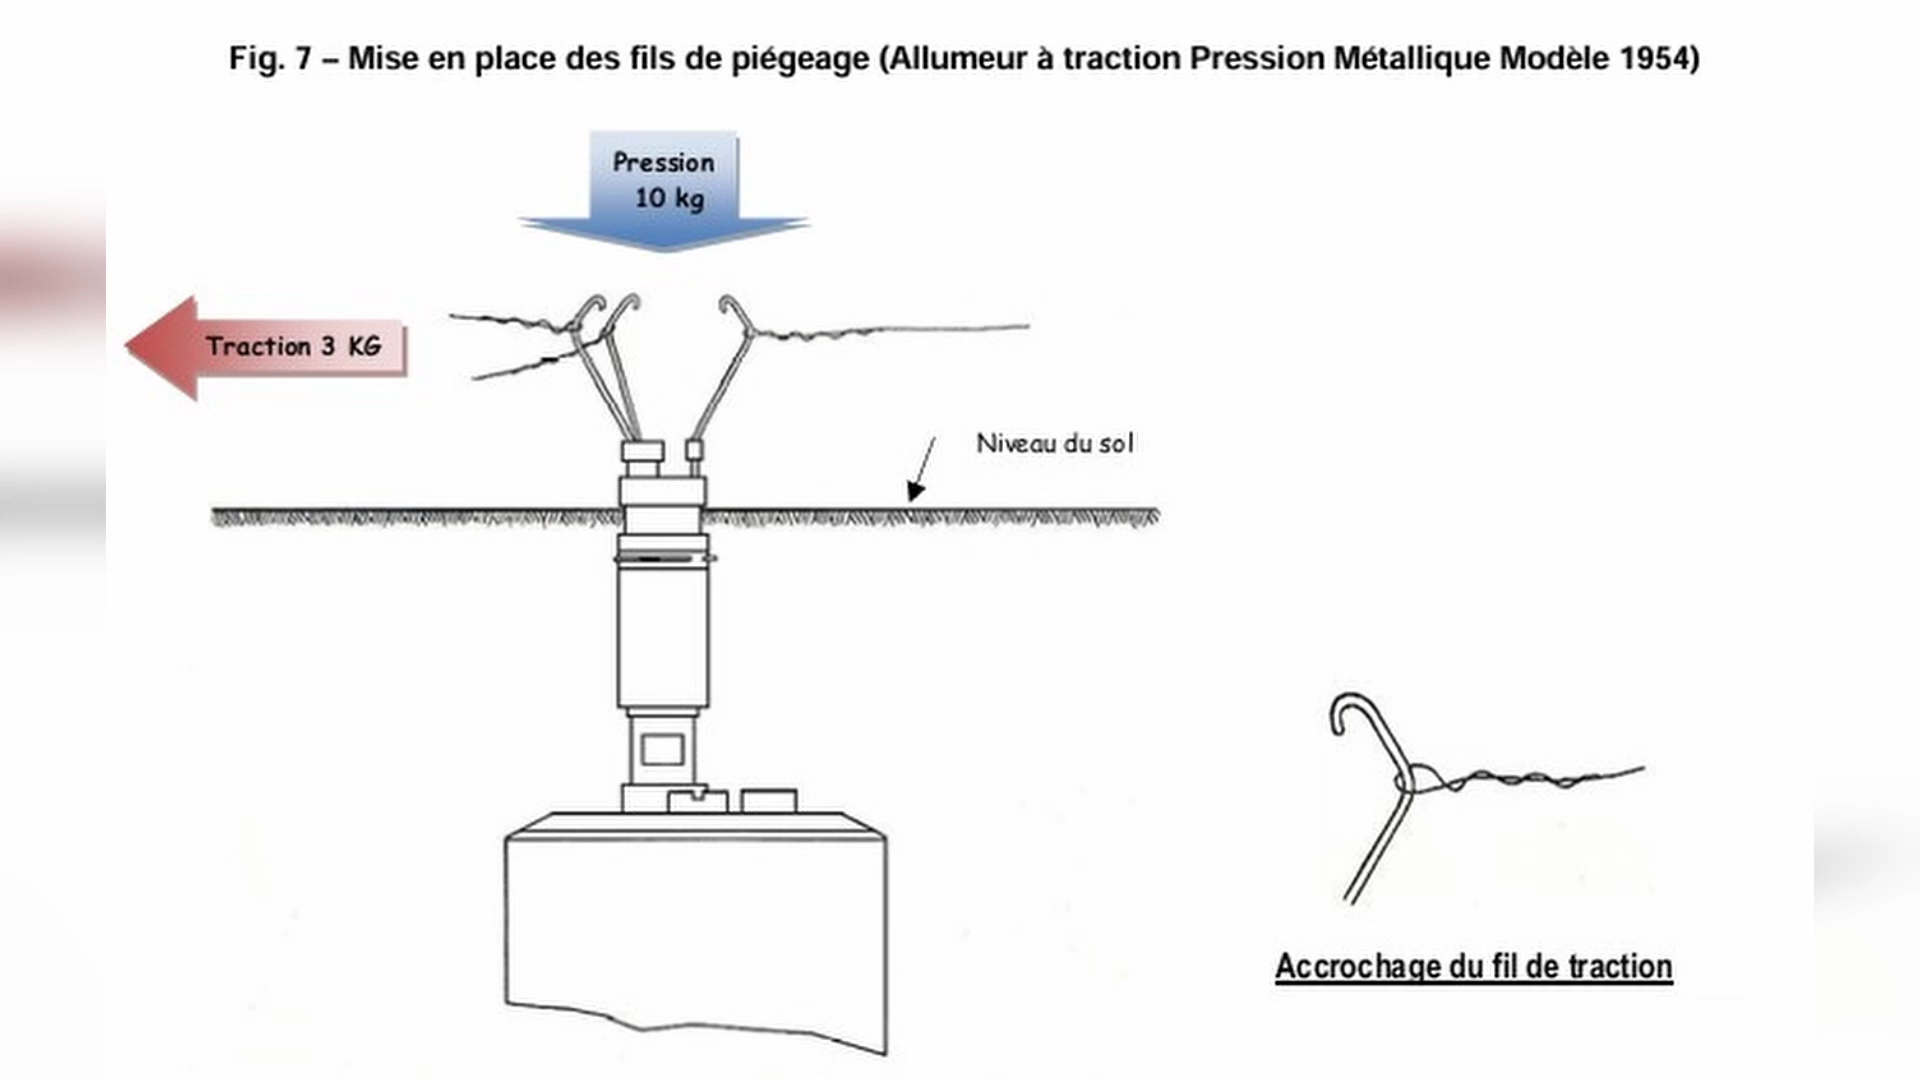 Fig. 7 – Mise en place des fils de piégeage (Allumeur à traction Pression Métallique Modèle 1954)
Pression
10 kg
Traction 3 KG
Niveau du sol
Accrochage du fil de traction